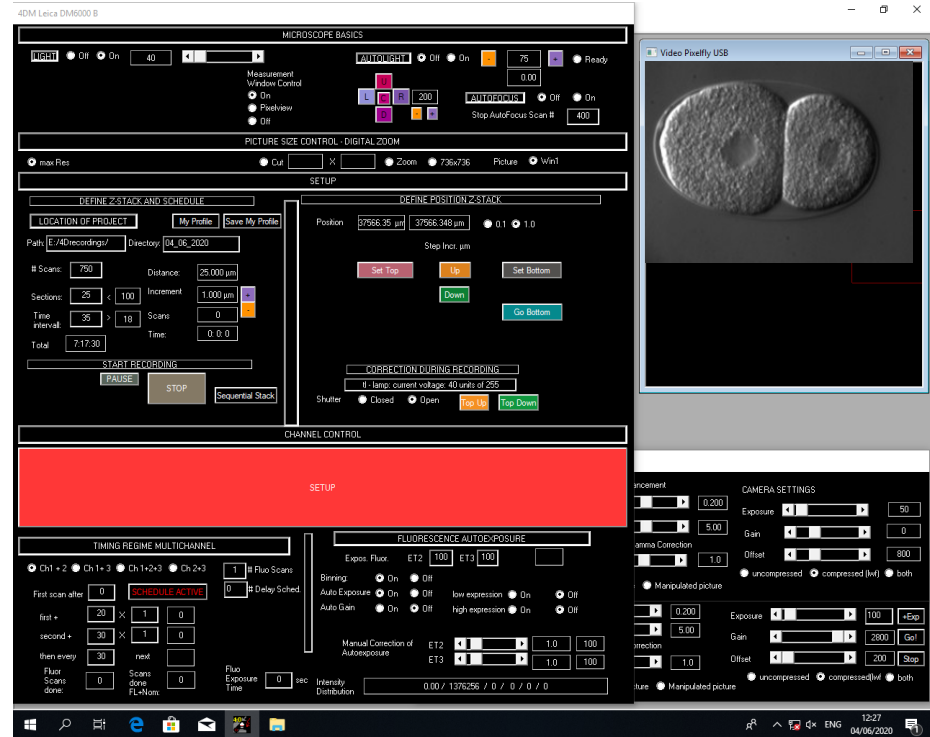 4DM Leica DM6000 B
MICROSCOPE BASICS
LIGHT Off On 40 AUTOLIGHT Off On - 75 + Ready
0.00
Measurement
Window Control
On
Pixelview
Off
U
L C R 200
D - +
AUTOFOCUS Off On
Stop AutoFocus Scan # 400
PICTURE SIZE CONTROL - DIGITAL ZOOM
max Res Cut X Zoom 736x736 Picture Win1
SETUP
DEFINE Z-STACK AND SCHEDULE
LOCATION OF PROJECT My Profile Save My Profile
Path: E:/4Drecordings/ Directory: 04_06_2020
# Scans: 750 Distance: 25.000 µm
Sections: 25 < 100 Increment 1.000 µm + -
Time
interval: 35 > 18 Scans 0
Total 7:17:30 Time: 0: 0: 0
START RECORDING
PAUSE STOP Sequential Stack
DEFINE POSITION Z-STACK
Position 37566.35 µm 37566.348 µm 0.1 1.0
Step Incr. µm
Set Top Up Set Bottom
Down
Go Bottom
CORRECTION DURING RECORDING
tl - lamp: current voltage: 40 units of 255
Shutter Closed Open Top Up Top Down
CHANNEL CONTROL
SETUP
TIMING REGIME MULTICHANNEL
Ch1 + 2 Ch1+ 3 Ch 1+2+3 Ch 2+3 1 # Fluo Scans
First scan after 0 SCHEDULE ACTIVE 0 # Delay Sched.
first + 20 X 1 0
second + 30 X 1 0
then every 30 next
Fluor
Scans
done: 0 Scans
done
FL+Nom: 0 Fluo
Exposure
Time 0 sec
FLUORESCENCE AUTOEXPOSURE
Expos. Fluor. ET2 100 ET3 100
Binning: On Off
Auto Exposure On Off low expression On Off
Auto Gain On Off high expression On Off
Manual Correction of
Autoexposure
ET2 1.0 100
ET3 1.0 100
Intensity
Distribution 0.00 / 1376256 / 0 / 0 / 0 / 0
Video Pixelfly USB
ancement
0.200
5.00
amma Correction
1.0
Manipulated picture
CAMERA SETTINGS
Exposure 50
Gain 0
Offset 800
uncompressed compressed (lwf) both
0.200
5.00
rrection
1.0
cture Manipulated picture
Exposure 100 +Exp
Gain 2800 Go!
Offset 200 Stop
uncompressed compressed(lwf both
ENG 12:27
04/06/2020